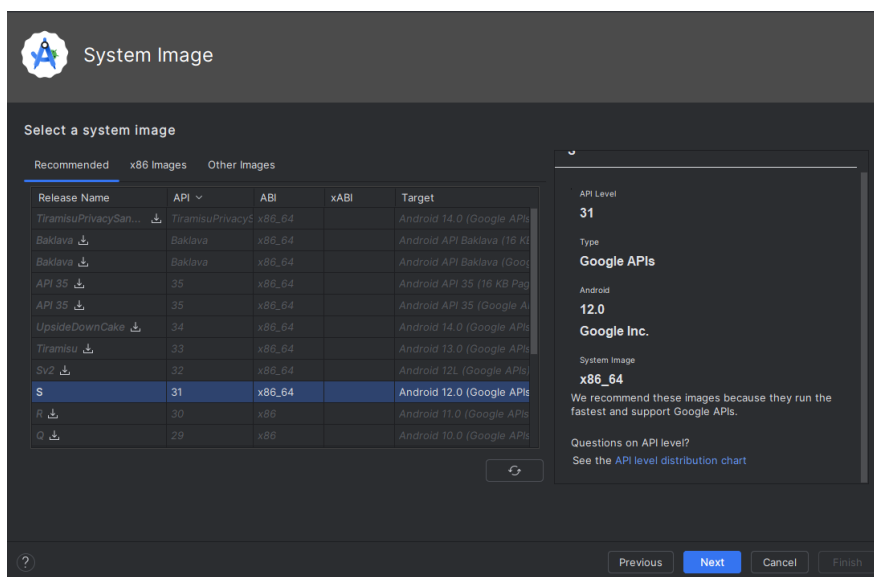 System Image
Select a system image
Recommended x86 Images Other Images
Release Name API ABI xABI Target
TiramisuPrivacySan... TiramisuPrivacyS x86_64 Android 14.0 (Google APIs
Baklava Baklava x86_64 Android API Baklava (16 KB
Baklava Baklava x86_64 Android API Baklava (Goog
API 35 35 x86_64 Android API 35 (16 KB Pag
API 35 35 x86_64 Android API 35 (Google A
UpsideDownCake 34 x86_64 Android 14.0 (Google APIs
Tiramisu 33 x86_64 Android 13.0 (Google APIs
Sv2 32 x86_64 Android 12L (Google APIs)
S 31 x86_64 Android 12.0 (Google APIs
R 30 x86 Android 11.0 (Google APIs
Q 29 x86 Android 10.0 (Google APIs
API Level
31
Type
Google APIs
Android
12.0
Google Inc.
System Image
x86_64
We recommend these images because they run the
fastest and support Google APIs.
Questions on API level?
See the API level distribution chart
?
Previous Next Cancel Finish